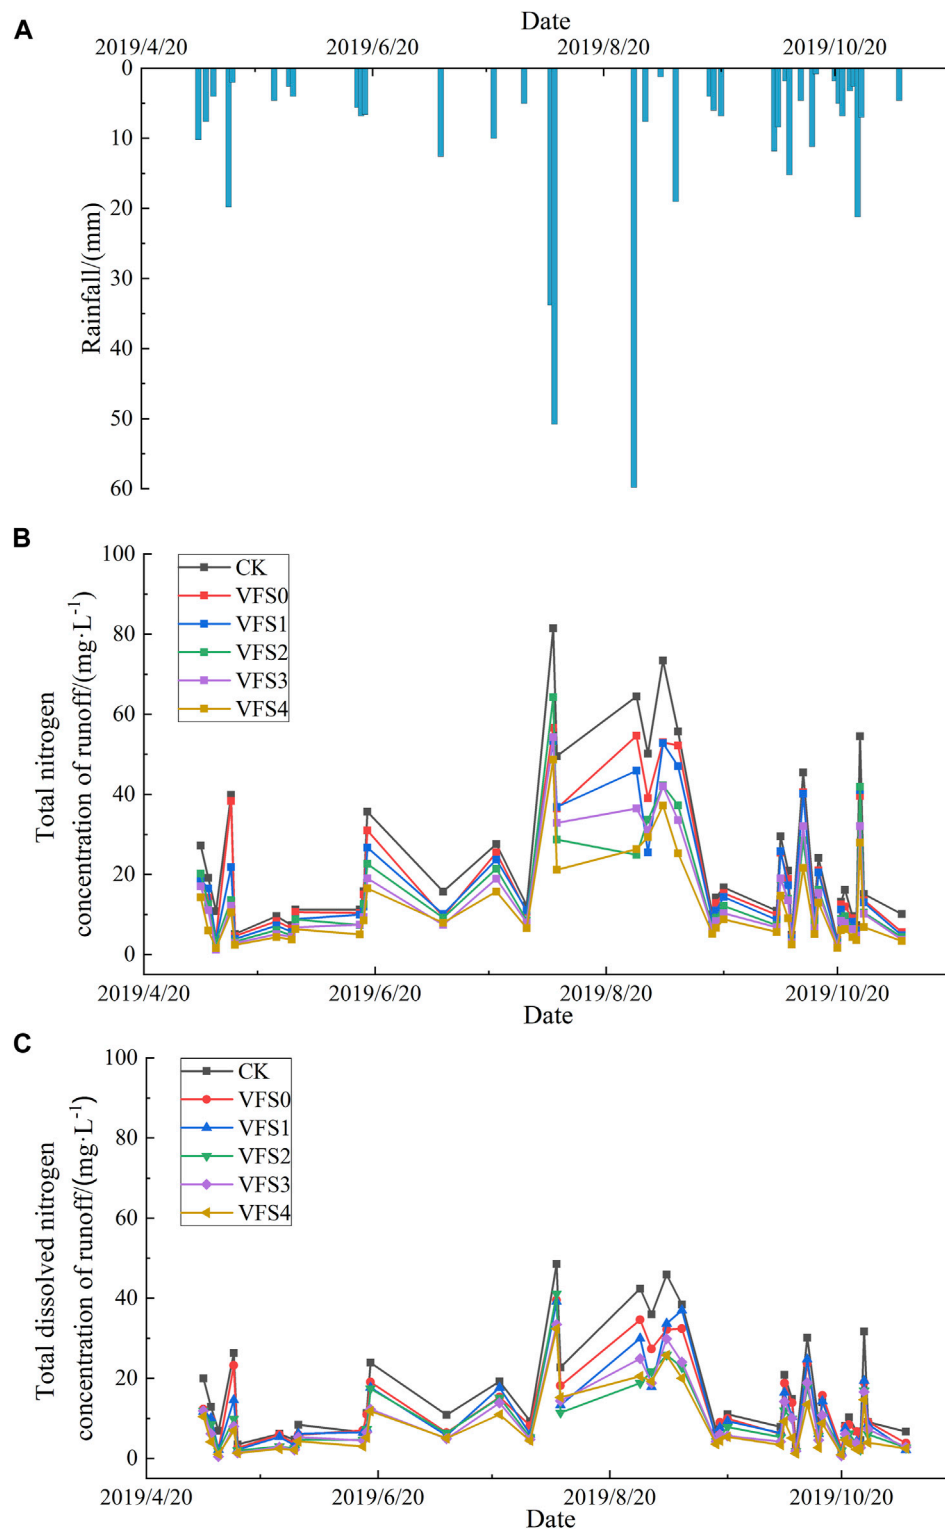 A
Date
2019/4/20 2019/6/20 2019/8/20 2019/10/20
0
10
20
30
40
50
60
Rainfall/(mm)
B
100
80
60
40
20
0
Total nitrogen
concentration of runoff/(mg·L⁻¹)
CK
VFS0
VFS1
VFS2
VFS3
VFS4
2019/4/20 2019/6/20 2019/8/20 2019/10/20
Date
C
100
80
60
40
20
0
Total dissolved nitrogen
concentration of runoff/(mg·L⁻¹)
CK
VFS0
VFS1
VFS2
VFS3
VFS4
2019/4/20 2019/6/20 2019/8/20 2019/10/20
Date